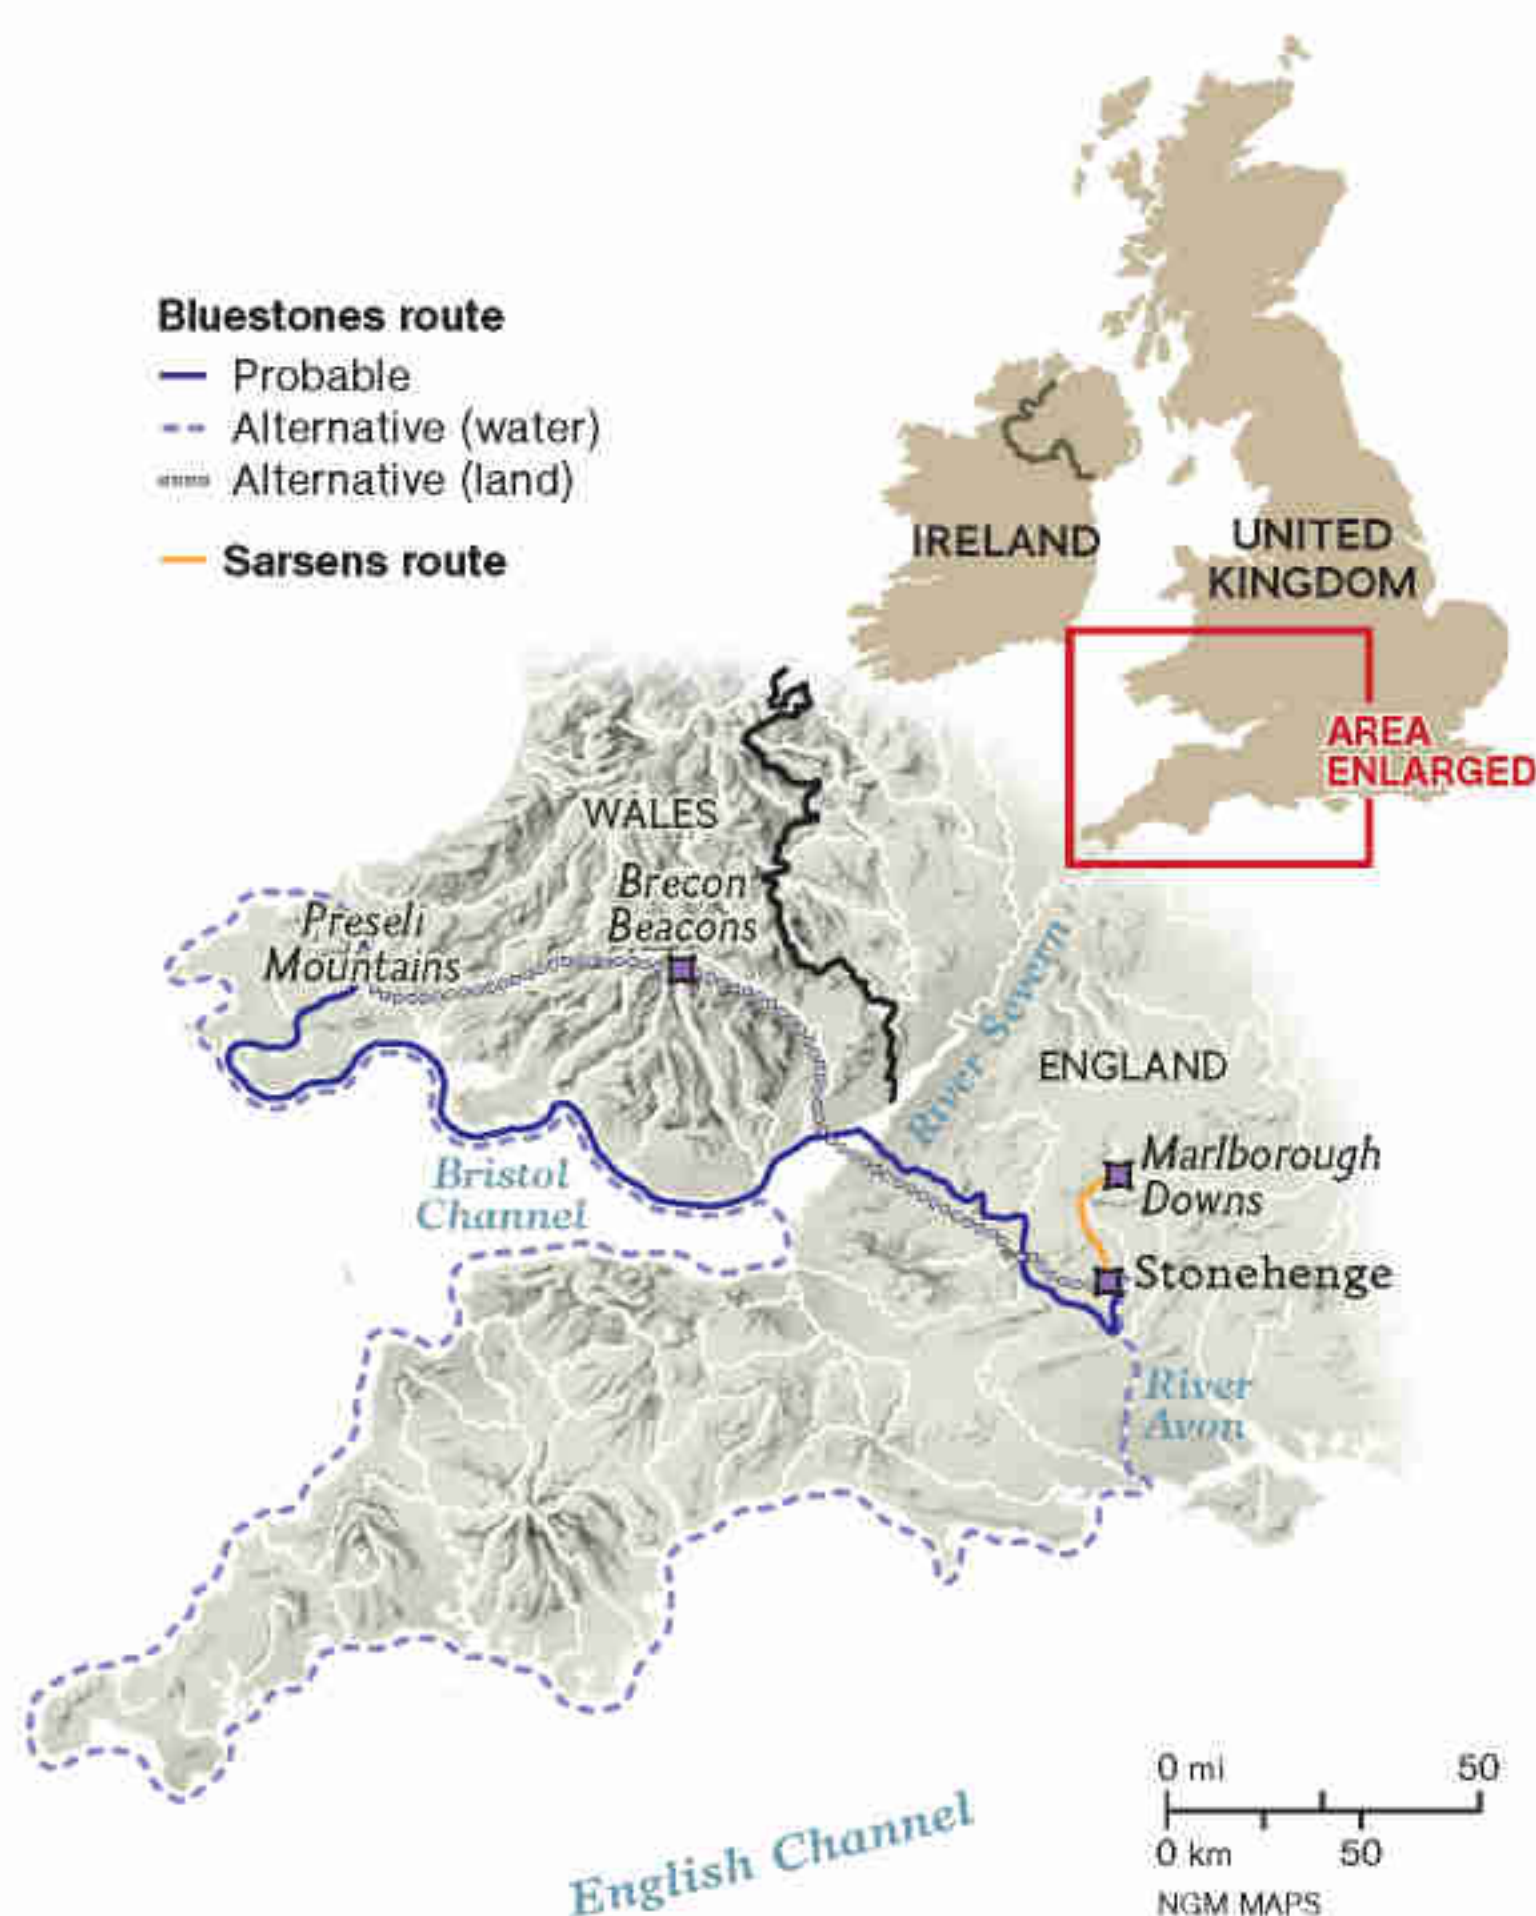 Bluestones route
Probable
Alternative (water)
Alternative (land)
Sarsens route
IRELAND
UNITED
KINGDOM
AREA
ENLARGED
WALES
Brecon
Beacons
Preseli
Mountains
River Severn
ENGLAND
Marlborough
Downs
Bristol
Channel
Stonehenge
River
Avon
English Channel
0 mi 50
0 km 50
NGM MAPS